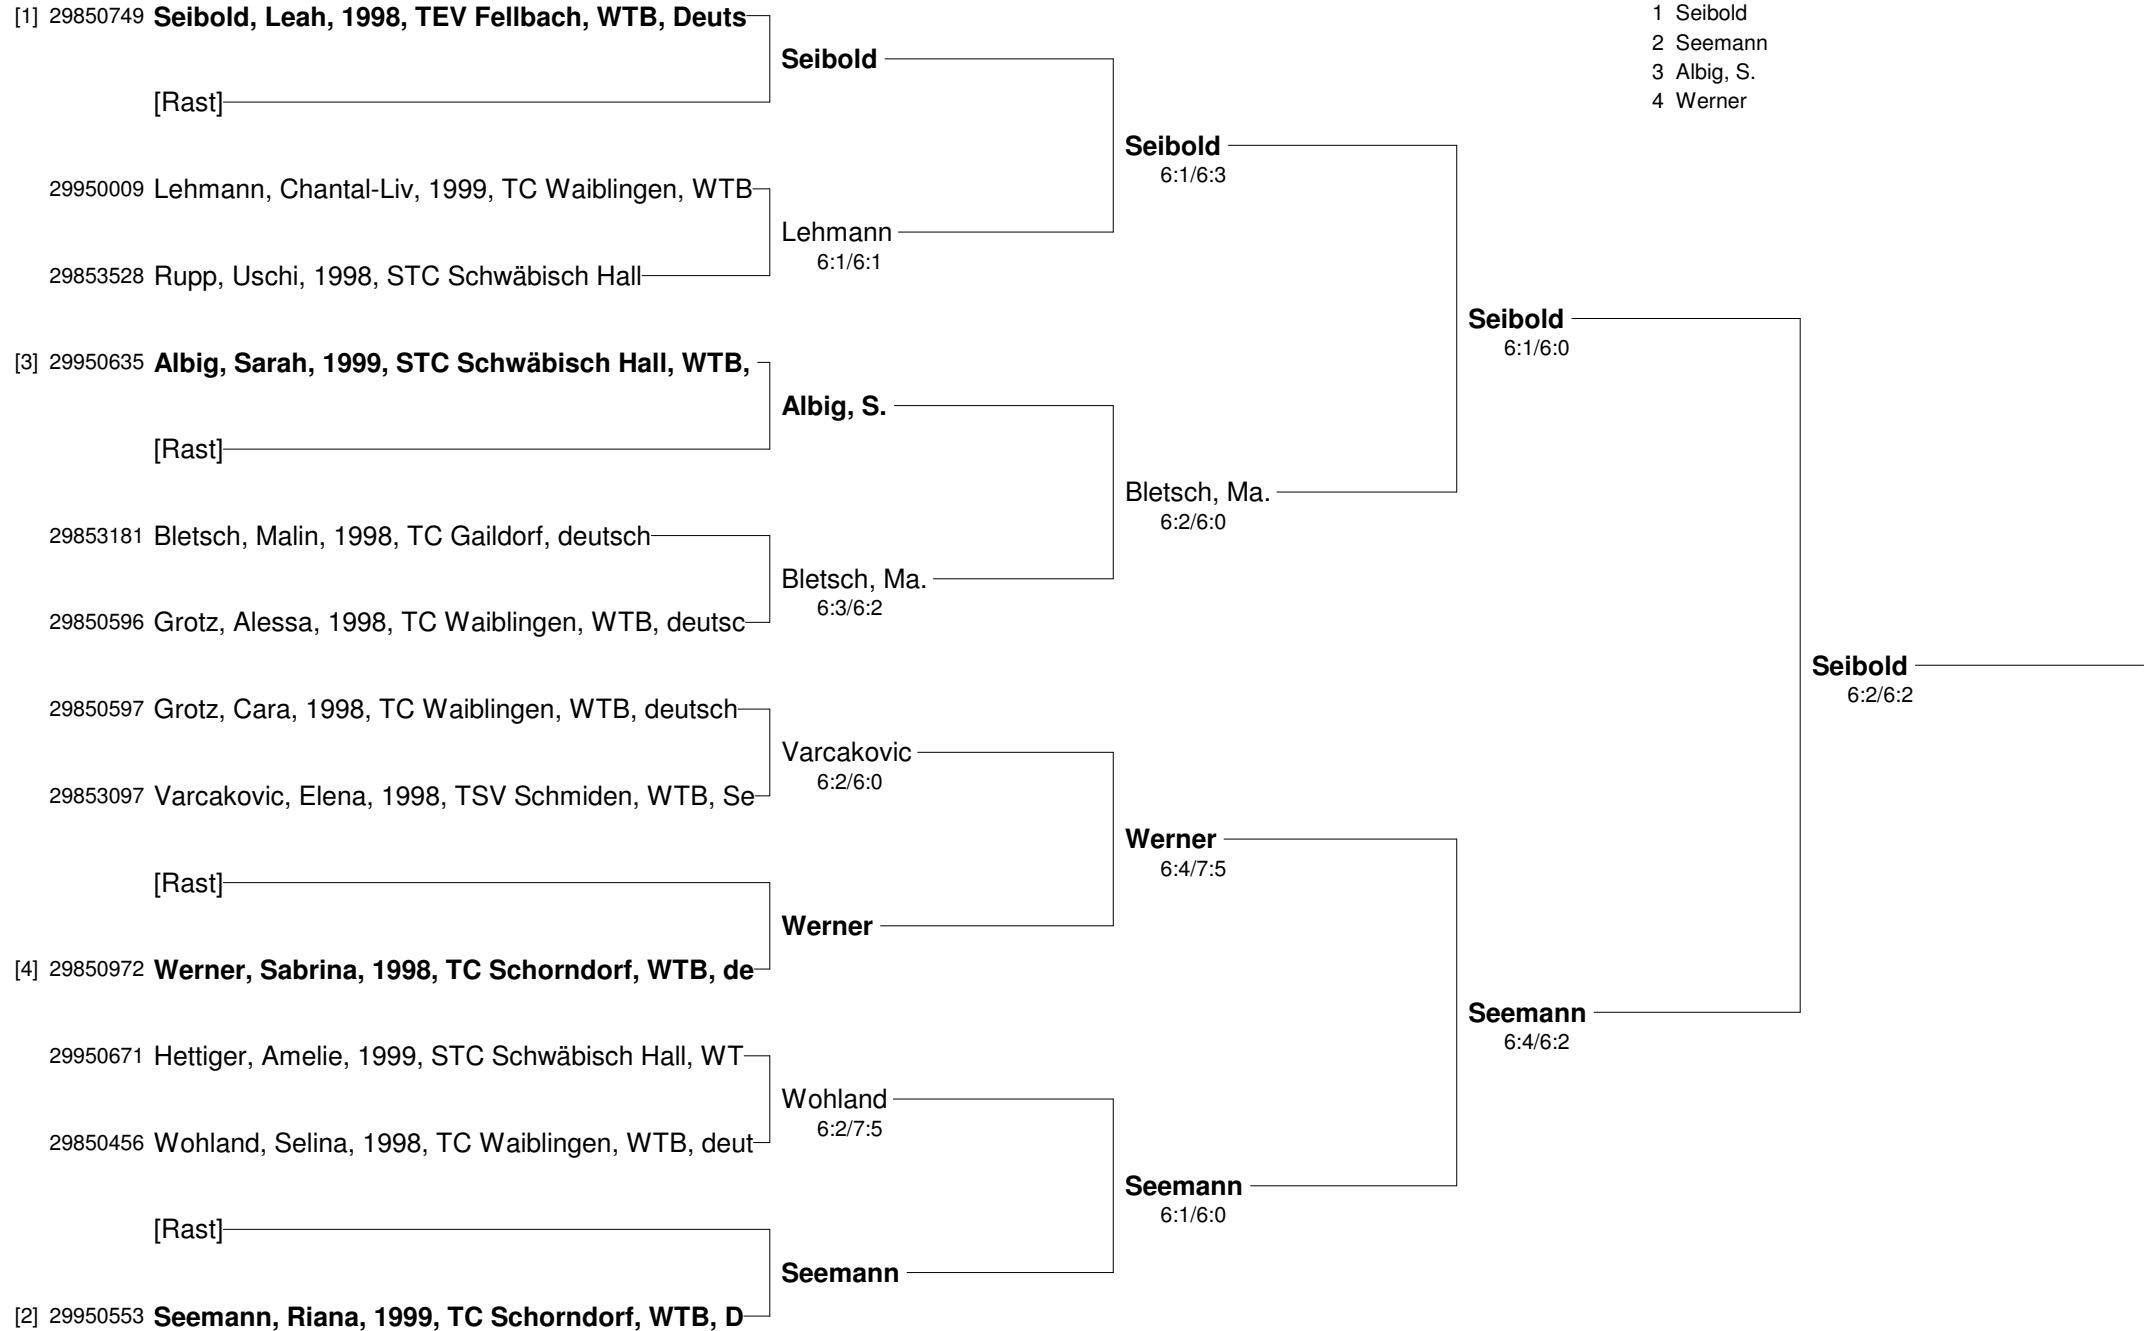 [1] 29850749 Seibold, Leah, 1998, TEV Fellbach, WTB, Deuts
[Rast]
29950009 Lehmann, Chantal-Liv, 1999, TC Waiblingen, WTB
29853528 Rupp, Uschi, 1998, STC Schwäbisch Hall
[3] 29950635 Albig, Sarah, 1999, STC Schwäbisch Hall, WTB,
[Rast]
29853181 Bletsch, Malin, 1998, TC Gaildorf, deutsch
29850596 Grotz, Alessa, 1998, TC Waiblingen, WTB, deutsc
29850597 Grotz, Cara, 1998, TC Waiblingen, WTB, deutsch
29853097 Varcakovic, Elena, 1998, TSV Schmiden, WTB, Se
[Rast]
[4] 29850972 Werner, Sabrina, 1998, TC Schorndorf, WTB, de
29950671 Hettiger, Amelie, 1999, STC Schwäbisch Hall, WT
29850456 Wohland, Selina, 1998, TC Waiblingen, WTB, deut
[Rast]
[2] 29950553 Seemann, Riana, 1999, TC Schorndorf, WTB, D
Seibold
Lehmann
6:1/6:1
Albig, S.
Bletsch, Ma.
6:3/6:2
Varcakovic
6:2/6:0
Werner
Wohland
6:2/7:5
Seemann
Seibold
6:1/6:3
Bletsch, Ma.
6:2/6:0
Werner
6:4/7:5
Seemann
6:1/6:0
Seibold
6:1/6:0
Seemann
6:4/6:2
Seibold
6:2/6:2
1 Seibold
2 Seemann
3 Albig, S.
4 Werner